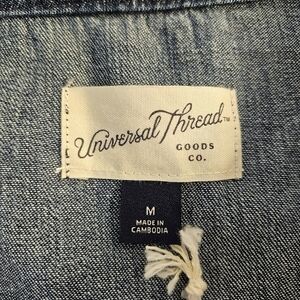 Universal Thread™
GOODS
CO.
M
MADE IN
CAMBODIA